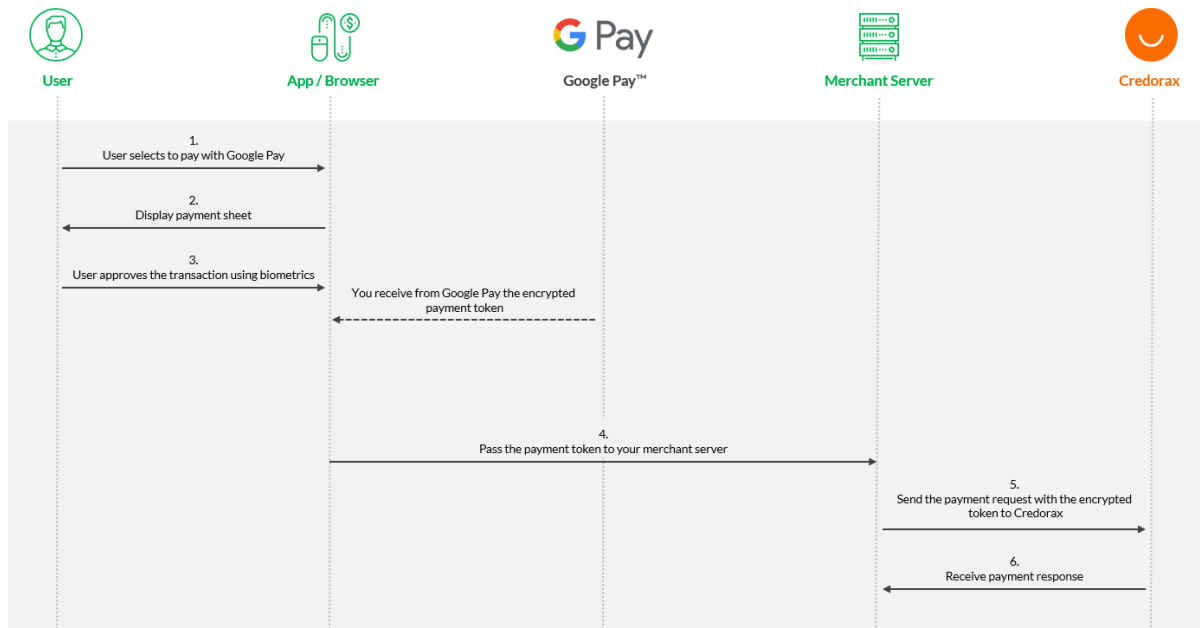 G Pay
User
App / Browser
Google Pay™
Merchant Server
Credorax
1.
User selects to pay with Google Pay
2.
Display payment sheet
3.
User approves the transaction using biometrics
You receive from Google Pay the encrypted
payment token
4.
Pass the payment token to your merchant server
5.
Send the payment request with the encrypted
token to Credorax
6.
Receive payment response